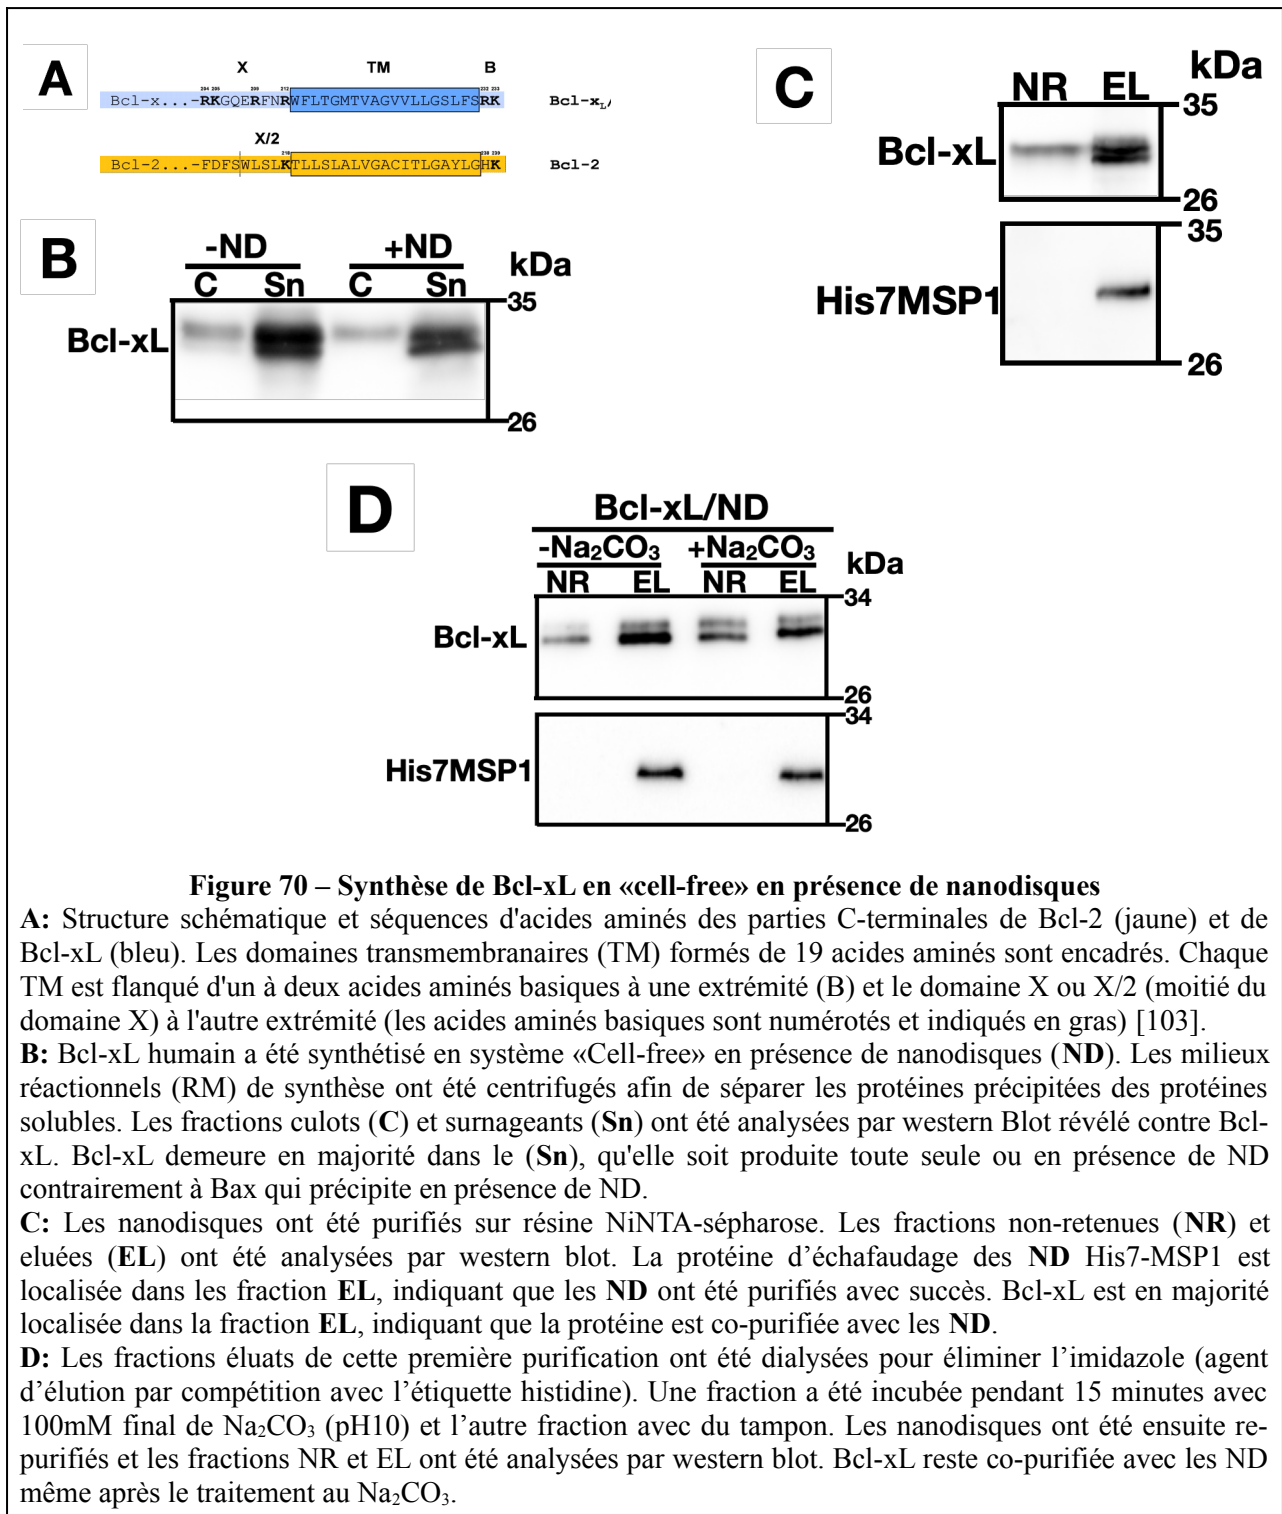 A
X TM B
204 205 209 212 232 233
Bcl-x...-RKGQERFNRWFLTGMTVAGVVLLGSLFSRK Bcl-xL/
X/2
218 238 239
Bcl-2...-FDFSWLSLKTLLSLALVGACITLGAYLGHK Bcl-2
B
-ND +ND
C Sn C Sn kDa
35
Bcl-xL
26
C
NR EL kDa
35
Bcl-xL
26
35
His7MSP1
26
D
Bcl-xL/ND
-Na2CO3 +Na2CO3
NR EL NR EL kDa
34
Bcl-xL
26
34
His7MSP1
26
Figure 70 – Synthèse de Bcl-xL en «cell-free» en présence de nanodisques
A: Structure schématique et séquences d'acides aminés des parties C-terminales de Bcl-2 (jaune) et de
Bcl-xL (bleu). Les domaines transmembranaires (TM) formés de 19 acides aminés sont encadrés. Chaque
TM est flanqué d'un à deux acides aminés basiques à une extrémité (B) et le domaine X ou X/2 (moitié du
domaine X) à l'autre extrémité (les acides aminés basiques sont numérotés et indiqués en gras) [103].
B: Bcl-xL humain a été synthétisé en système «Cell-free» en présence de nanodisques (ND). Les milieux
réactionnels (RM) de synthèse ont été centrifugés afin de séparer les protéines précipitées des protéines
solubles. Les fractions culots (C) et surnageants (Sn) ont été analysées par western Blot révélé contre Bcl-
xL. Bcl-xL demeure en majorité dans le (Sn), qu'elle soit produite toute seule ou en présence de ND
contrairement à Bax qui précipite en présence de ND.
C: Les nanodisques ont été purifiés sur résine NiNTA-sépharose. Les fractions non-retenues (NR) et
eluées (EL) ont été analysées par western blot. La protéine d’échafaudage des ND His7-MSP1 est
localisée dans les fraction EL, indiquant que les ND ont été purifiés avec succès. Bcl-xL est en majorité
localisée dans la fraction EL, indiquant que la protéine est co-purifiée avec les ND.
D: Les fractions éluats de cette première purification ont été dialysées pour éliminer l’imidazole (agent
d’élution par compétition avec l’étiquette histidine). Une fraction a été incubée pendant 15 minutes avec
100mM final de Na2CO3 (pH10) et l’autre fraction avec du tampon. Les nanodisques ont été ensuite re-
purifiés et les fractions NR et EL ont été analysées par western blot. Bcl-xL reste co-purifiée avec les ND
même après le traitement au Na2CO3.